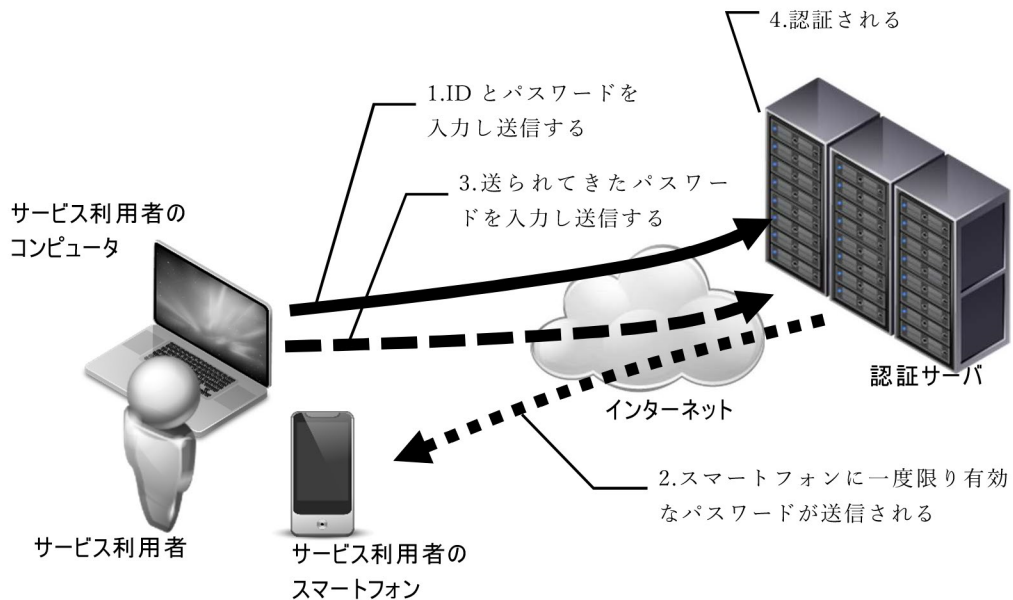 4.認証される
1.ID とパスワードを
入力し送信する
3.送られてきたパスワー
ドを入力し送信する
サービス利用者の
コンピュータ
認証サーバ
インターネット
2.スマートフォンに一度限り有効
なパスワードが送信される
サービス利用者
サービス利用者の
スマートフォン